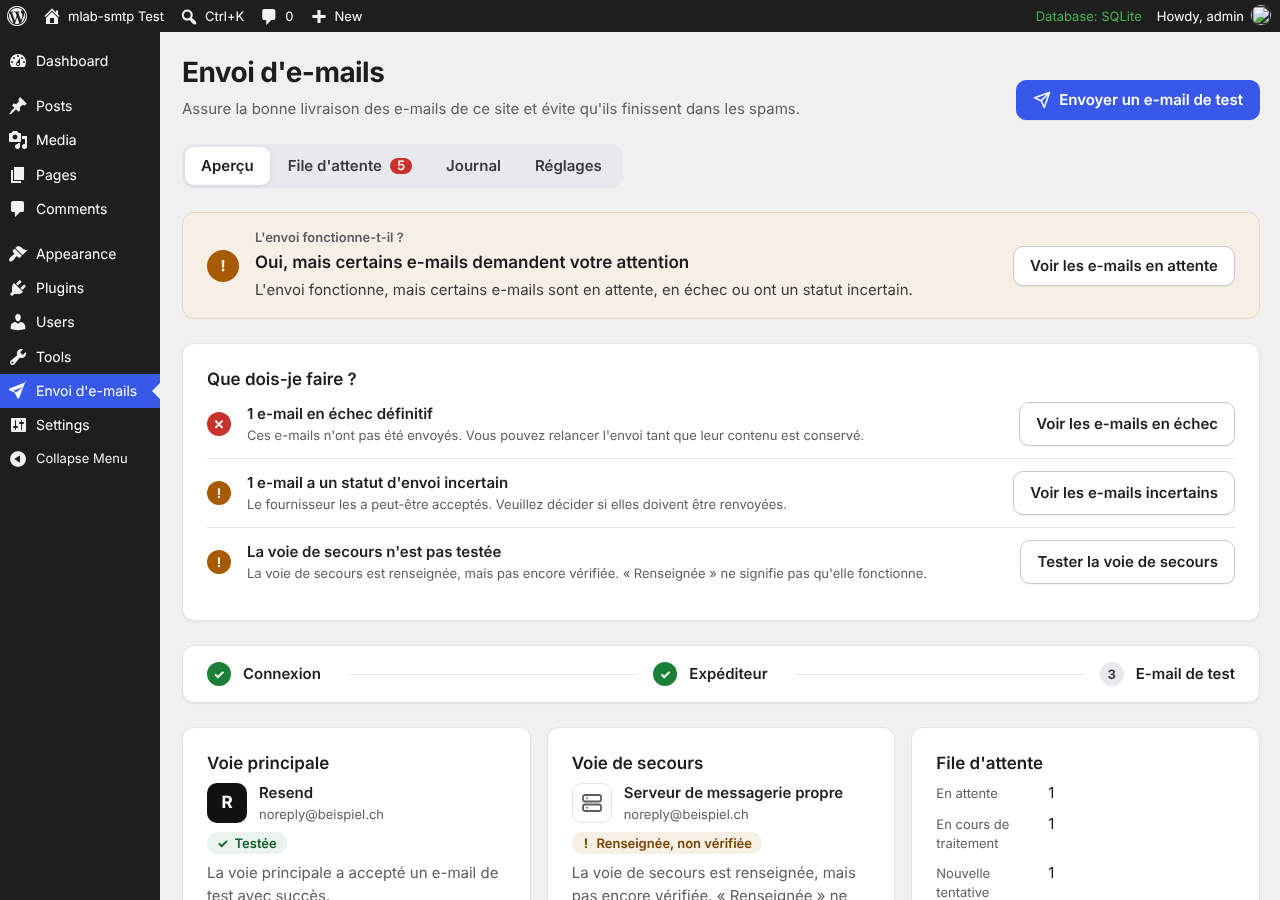 mlab-smtp Test
Ctrl+K
0
New
Database: SQLite
Howdy, admin
Dashboard
Posts
Media
Pages
Comments
Appearance
Plugins
Users
Tools
Envoi d'e-mails
Settings
Collapse Menu
Envoi d'e-mails
Assure la bonne livraison des e-mails de ce site et évite qu'ils finissent dans les spams.
Envoyer un e-mail de test
Aperçu
File d'attente 5
Journal
Réglages
L'envoi fonctionne-t-il ?
Oui, mais certains e-mails demandent votre attention
L'envoi fonctionne, mais certains e-mails sont en attente, en échec ou ont un statut incertain.
Voir les e-mails en attente
Que dois-je faire ?
1 e-mail en échec définitif
Ces e-mails n'ont pas été envoyés. Vous pouvez relancer l'envoi tant que leur contenu est conservé.
Voir les e-mails en échec
1 e-mail a un statut d'envoi incertain
Le fournisseur les a peut-être acceptés. Veuillez décider si elles doivent être renvoyées.
Voir les e-mails incertains
La voie de secours n'est pas testée
La voie de secours est renseignée, mais pas encore vérifiée. « Renseignée » ne signifie pas qu'elle fonctionne.
Tester la voie de secours
Connexion
Expéditeur
3 E-mail de test
Voie principale
R
Resend
noreply@beispiel.ch
Testée
La voie principale a accepté un e-mail de
test avec succès.
Voie de secours
Serveur de messagerie propre
noreply@beispiel.ch
! Renseignée, non vérifiée
La voie de secours est renseignée, mais
pas encore vérifiée. « Renseignée » ne
File d'attente
En attente 1
En cours de 1
traitement
Nouvelle 1
tentative